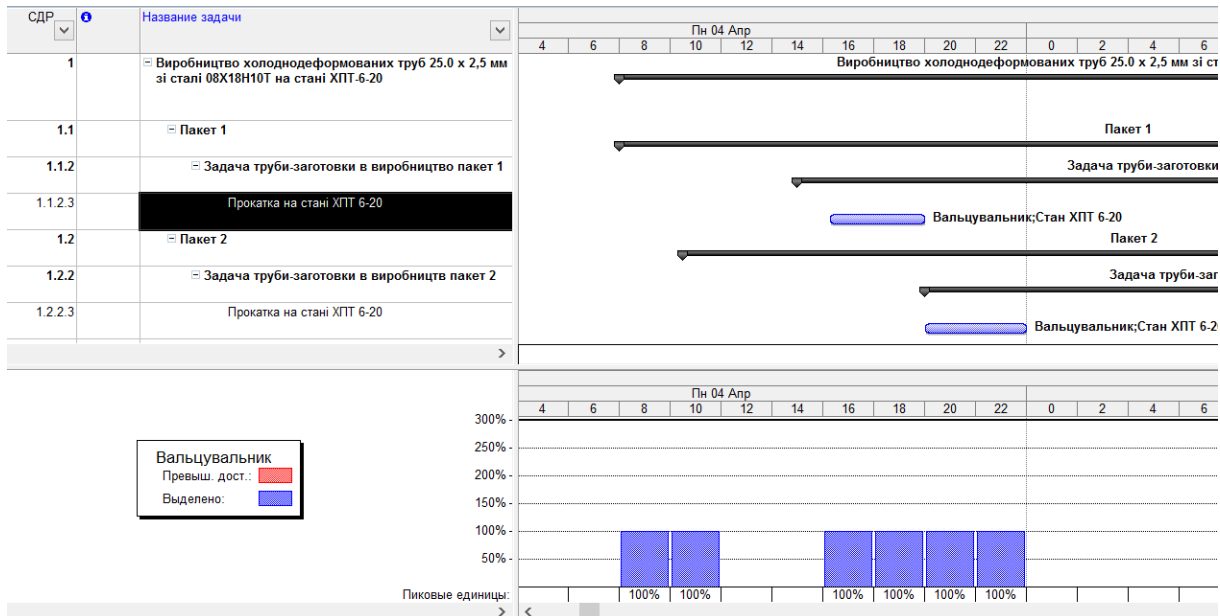 СДР
Название задачи
Пн 04 Апр
4 6 8 10 12 14 16 18 20 22 0 2 4 6
1
Виробництво холоднодеформованих труб 25.0 х 2,5 мм
зі сталі 08Х18Н10Т на стані ХПТ-6-20
Виробництво холоднодеформованих труб 25.0 х 2,5 мм зі ст
1.1 Пакет 1
Пакет 1
1.1.2 Задача труби-заготовки в виробництво пакет 1
Задача труби-заготовки
1.1.2.3 Прокатка на стані ХПТ 6-20
Вальцувальник;Стан ХПТ 6-20
1.2 Пакет 2
Пакет 2
1.2.2 Задача труби-заготовки в виробництв пакет 2
Задача труби-заг
1.2.2.3 Прокатка на стані ХПТ 6-20
Вальцувальник;Стан ХПТ 6-20
Пн 04 Апр
4 6 8 10 12 14 16 18 20 22 0 2 4 6
300%
250%
200%
150%
100%
50%
Вальцувальник
Превыш. дост.:
Выделено:
Пиковые единицы: 100% 100% 100% 100% 100% 100%